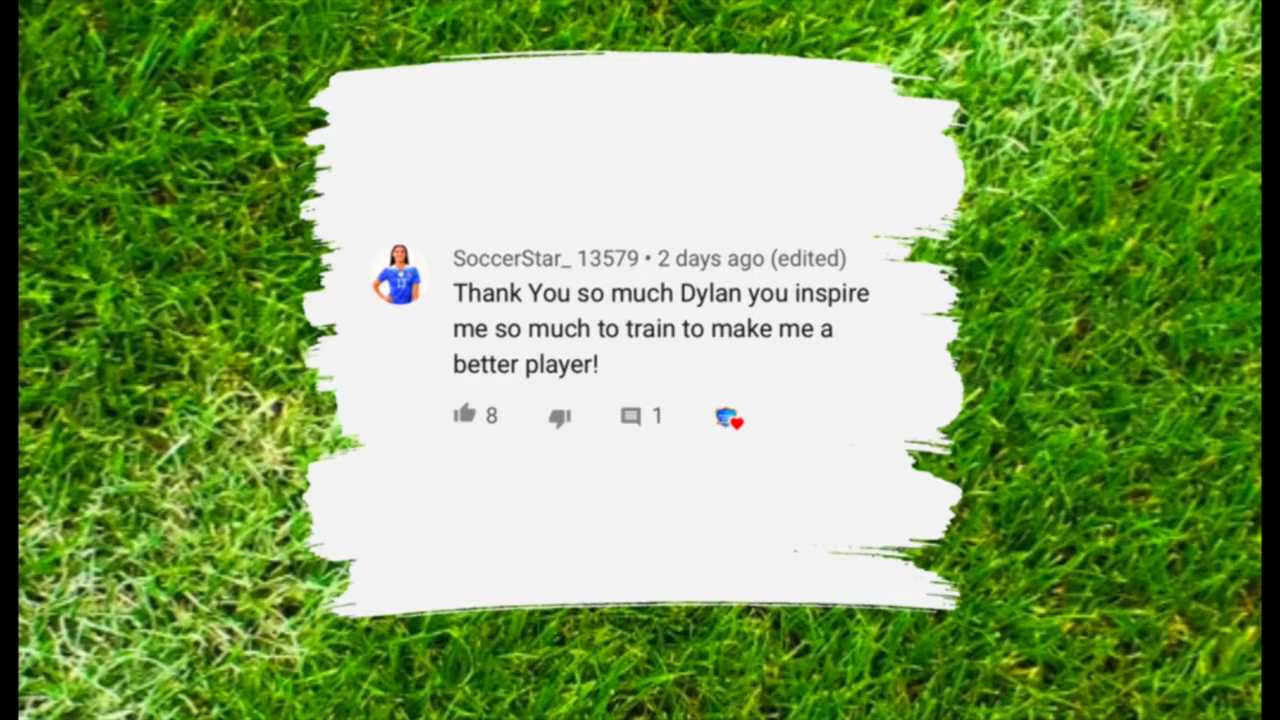 SoccerStar_ 13579 • 2 days ago (edited)
Thank You so much Dylan you inspire
me so much to train to make me a
better player!
8 1